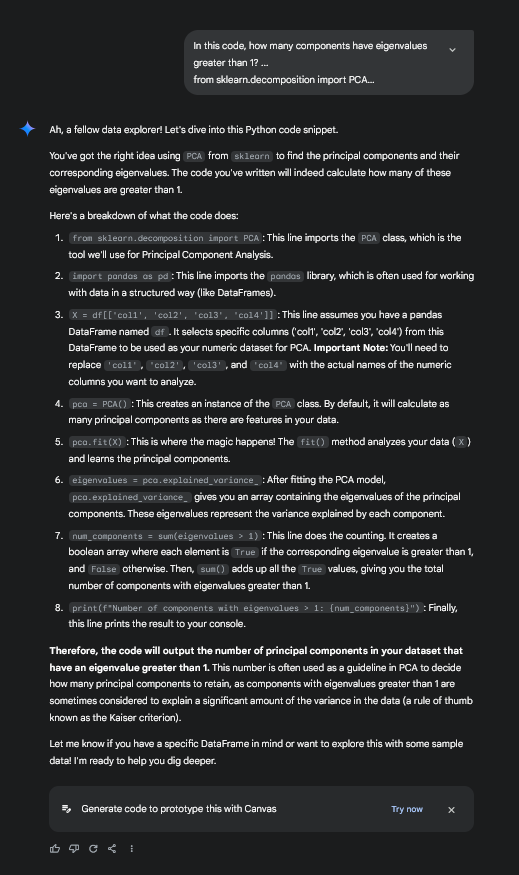 In this code, how many components have eigenvalues
greater than 1? ...
from sklearn.decomposition import PCA...
Ah, a fellow data explorer! Let's dive into this Python code snippet.
You've got the right idea using PCA from sklearn to find the principal components and their
corresponding eigenvalues. The code you've written will indeed calculate how many of these
eigenvalues are greater than 1.
Here's a breakdown of what the code does:
1. from sklearn.decomposition import PCA : This line imports the PCA class, which is the
tool we'll use for Principal Component Analysis.
2. import pandas as pd : This line imports the pandas library, which is often used for working
with data in a structured way (like DataFrames).
3. X = df[['col1', 'col2', 'col3', 'col4']] : This line assumes you have a pandas
DataFrame named df . It selects specific columns ('col1', 'col2', 'col3', 'col4') from this
DataFrame to be used as your numeric dataset for PCA. Important Note: You'll need to
replace 'col1' , 'col2' , 'col3' , and 'col4' with the actual names of the numeric
columns you want to analyze.
4. pca = PCA() : This creates an instance of the PCA class. By default, it will calculate as
many principal components as there are features in your data.
5. pca.fit(X) : This is where the magic happens! The fit() method analyzes your data ( X )
and learns the principal components.
6. eigenvalues = pca.explained_variance_ : After fitting the PCA model,
pca.explained_variance_ gives you an array containing the eigenvalues of the principal
components. These eigenvalues represent the variance explained by each component.
7. num_components = sum(eigenvalues > 1) : This line does the counting. It creates a
boolean array where each element is True if the corresponding eigenvalue is greater than 1,
and False otherwise. Then, sum() adds up all the True values, giving you the total
number of components with eigenvalues greater than 1.
8. print(f"Number of components with eigenvalues > 1: {num_components}") : Finally,
this line prints the result to your console.
Therefore, the code will output the number of principal components in your dataset that
have an eigenvalue greater than 1. This number is often used as a guideline in PCA to decide
how many principal components to retain, as components with eigenvalues greater than 1 are
sometimes considered to explain a significant amount of the variance in the data (a rule of thumb
known as the Kaiser criterion).
Let me know if you have a specific DataFrame in mind or want to explore this with some sample
data! I'm ready to help you dig deeper.
Generate code to prototype this with Canvas
Try now